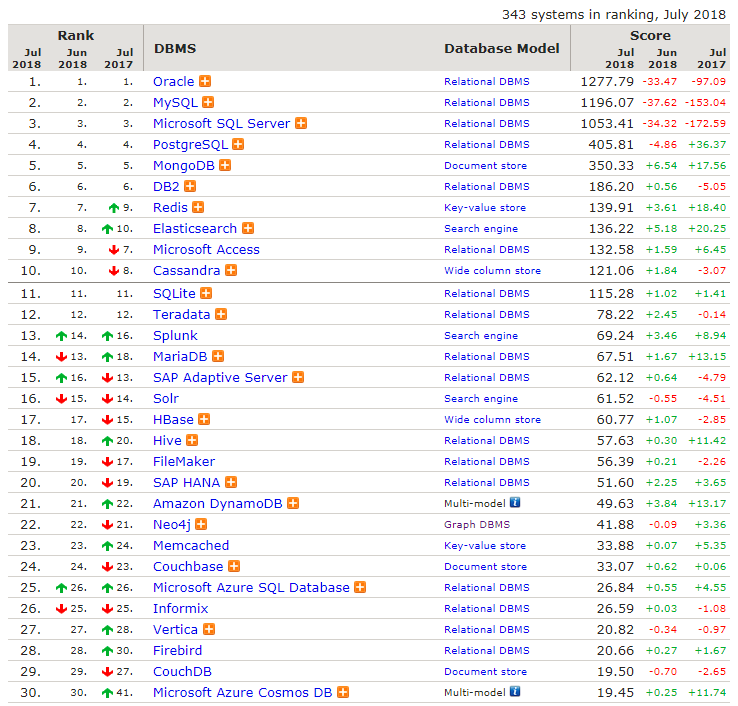 343 systems in ranking, July 2018
Rank DBMS Database Model Score
Jul 2018 Jun 2018 Jul 2017 Jul 2018 Jun 2018 Jul 2017
1. 1. 1. Oracle Relational DBMS 1277.79 -33.47 -97.09
2. 2. 2. MySQL Relational DBMS 1196.07 -37.62 -153.04
3. 3. 3. Microsoft SQL Server Relational DBMS 1053.41 -34.32 -172.59
4. 4. 4. PostgreSQL Relational DBMS 405.81 -4.86 +36.37
5. 5. 5. MongoDB Document store 350.33 +6.54 +17.56
6. 6. 6. DB2 Relational DBMS 186.20 +0.56 -5.05
7. 7. 9. Redis Key-value store 139.91 +3.61 +18.40
8. 8. 10. Elasticsearch Search engine 136.22 +5.18 +20.25
9. 9. 7. Microsoft Access Relational DBMS 132.58 +1.59 +6.45
10. 10. 8. Cassandra Wide column store 121.06 +1.84 -3.07
11. 11. 11. SQLite Relational DBMS 115.28 +1.02 +1.41
12. 12. 12. Teradata Relational DBMS 78.22 +2.45 -0.14
13. 14. 16. Splunk Search engine 69.24 +3.46 +8.94
14. 13. 18. MariaDB Relational DBMS 67.51 +1.67 +13.15
15. 16. 13. SAP Adaptive Server Relational DBMS 62.12 +0.64 -4.79
16. 15. 14. Solr Search engine 61.52 -0.55 -4.51
17. 17. 15. HBase Wide column store 60.77 +1.07 -2.85
18. 18. 20. Hive Relational DBMS 57.63 +0.30 +11.42
19. 19. 17. FileMaker Relational DBMS 56.39 +0.21 -2.26
20. 20. 19. SAP HANA Relational DBMS 51.60 +2.25 +3.65
21. 21. 22. Amazon DynamoDB Multi-model i 49.63 +3.84 +13.17
22. 22. 21. Neo4j Graph DBMS 41.88 -0.09 +3.36
23. 23. 24. Memcached Key-value store 33.88 +0.07 +5.35
24. 24. 23. Couchbase Document store 33.07 +0.62 +0.06
25. 26. 26. Microsoft Azure SQL Database Relational DBMS 26.84 +0.55 +4.55
26. 25. 25. Informix Relational DBMS 26.59 +0.03 -1.08
27. 27. 28. Vertica Relational DBMS 20.82 -0.34 -0.97
28. 28. 30. Firebird Relational DBMS 20.66 +0.27 +1.67
29. 29. 27. CouchDB Document store 19.50 -0.70 -2.65
30. 30. 41. Microsoft Azure Cosmos DB Multi-model i 19.45 +0.25 +11.74